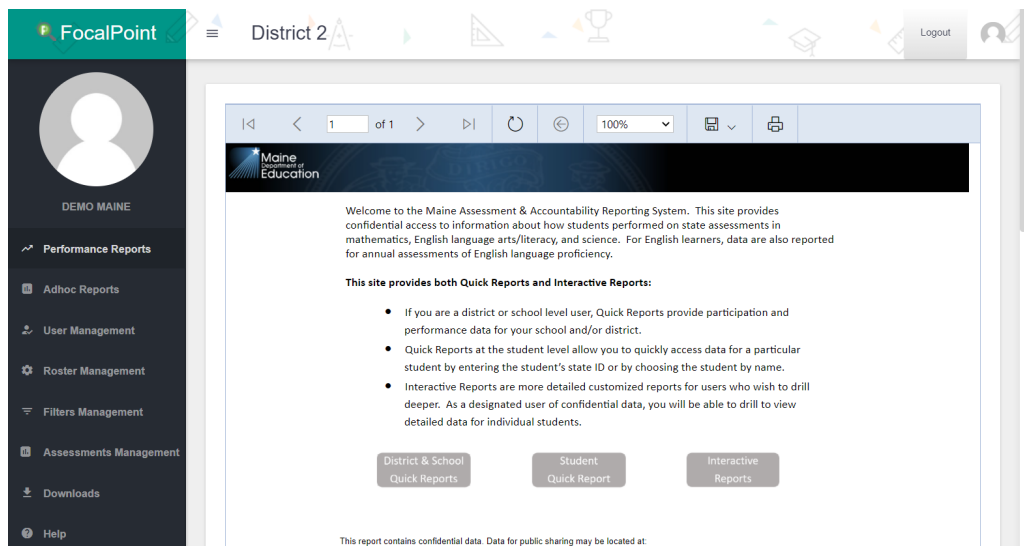 FocalPoint
District 2
Logout
DEMO MAINE
Performance Reports
Adhoc Reports
User Management
Roster Management
Filters Management
Assessments Management
Downloads
Help
1 of 1 100%
Maine
Department of
Education
Welcome to the Maine Assessment & Accountability Reporting System. This site provides
confidential access to information about how students performed on state assessments in
mathematics, English language arts/literacy, and science. For English learners, data are also reported
for annual assessments of English language proficiency.
This site provides both Quick Reports and Interactive Reports:
• If you are a district or school level user, Quick Reports provide participation and
performance data for your school and/or district.
• Quick Reports at the student level allow you to quickly access data for a particular
student by entering the student's state ID or by choosing the student by name.
• Interactive Reports are more detailed customized reports for users who wish to drill
deeper. As a designated user of confidential data, you will be able to drill to view
detailed data for individual students.
District & School
Quick Reports
Student
Quick Report
Interactive
Reports
This report contains confidential data. Data for public sharing may be located at: